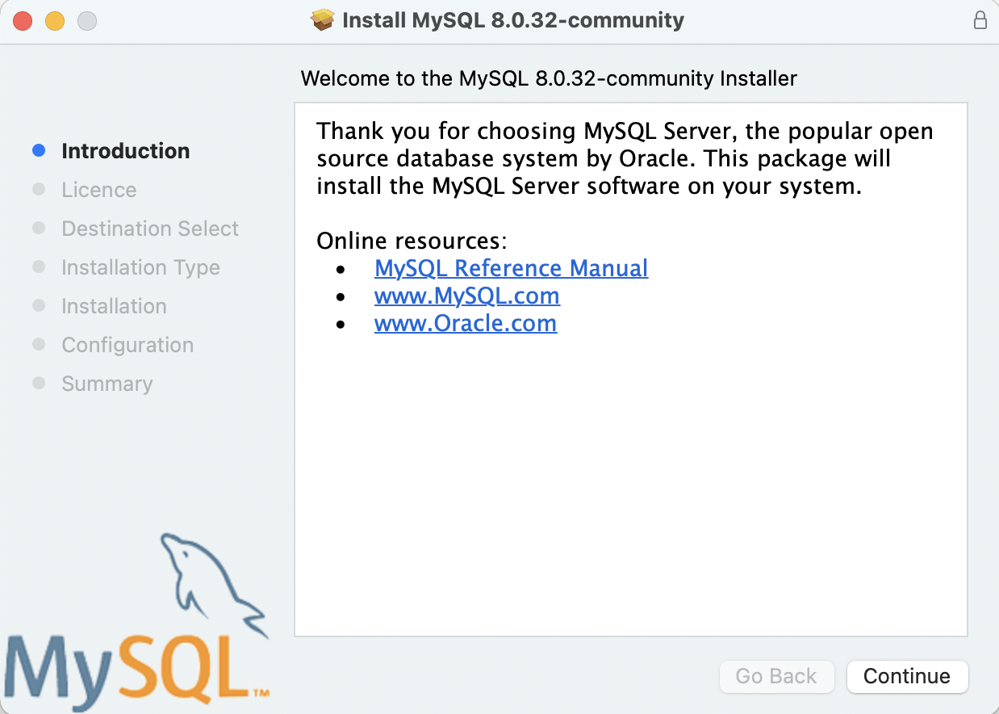 Install MySQL 8.0.32-community
Welcome to the MySQL 8.0.32-community Installer
Introduction
Licence
Destination Select
Installation Type
Installation
Configuration
Summary
Thank you for choosing MySQL Server, the popular open
source database system by Oracle. This package will
install the MySQL Server software on your system.
Online resources:
• MySQL Reference Manual
• www.MySQL.com
• www.Oracle.com
MySQL™
Go Back
Continue